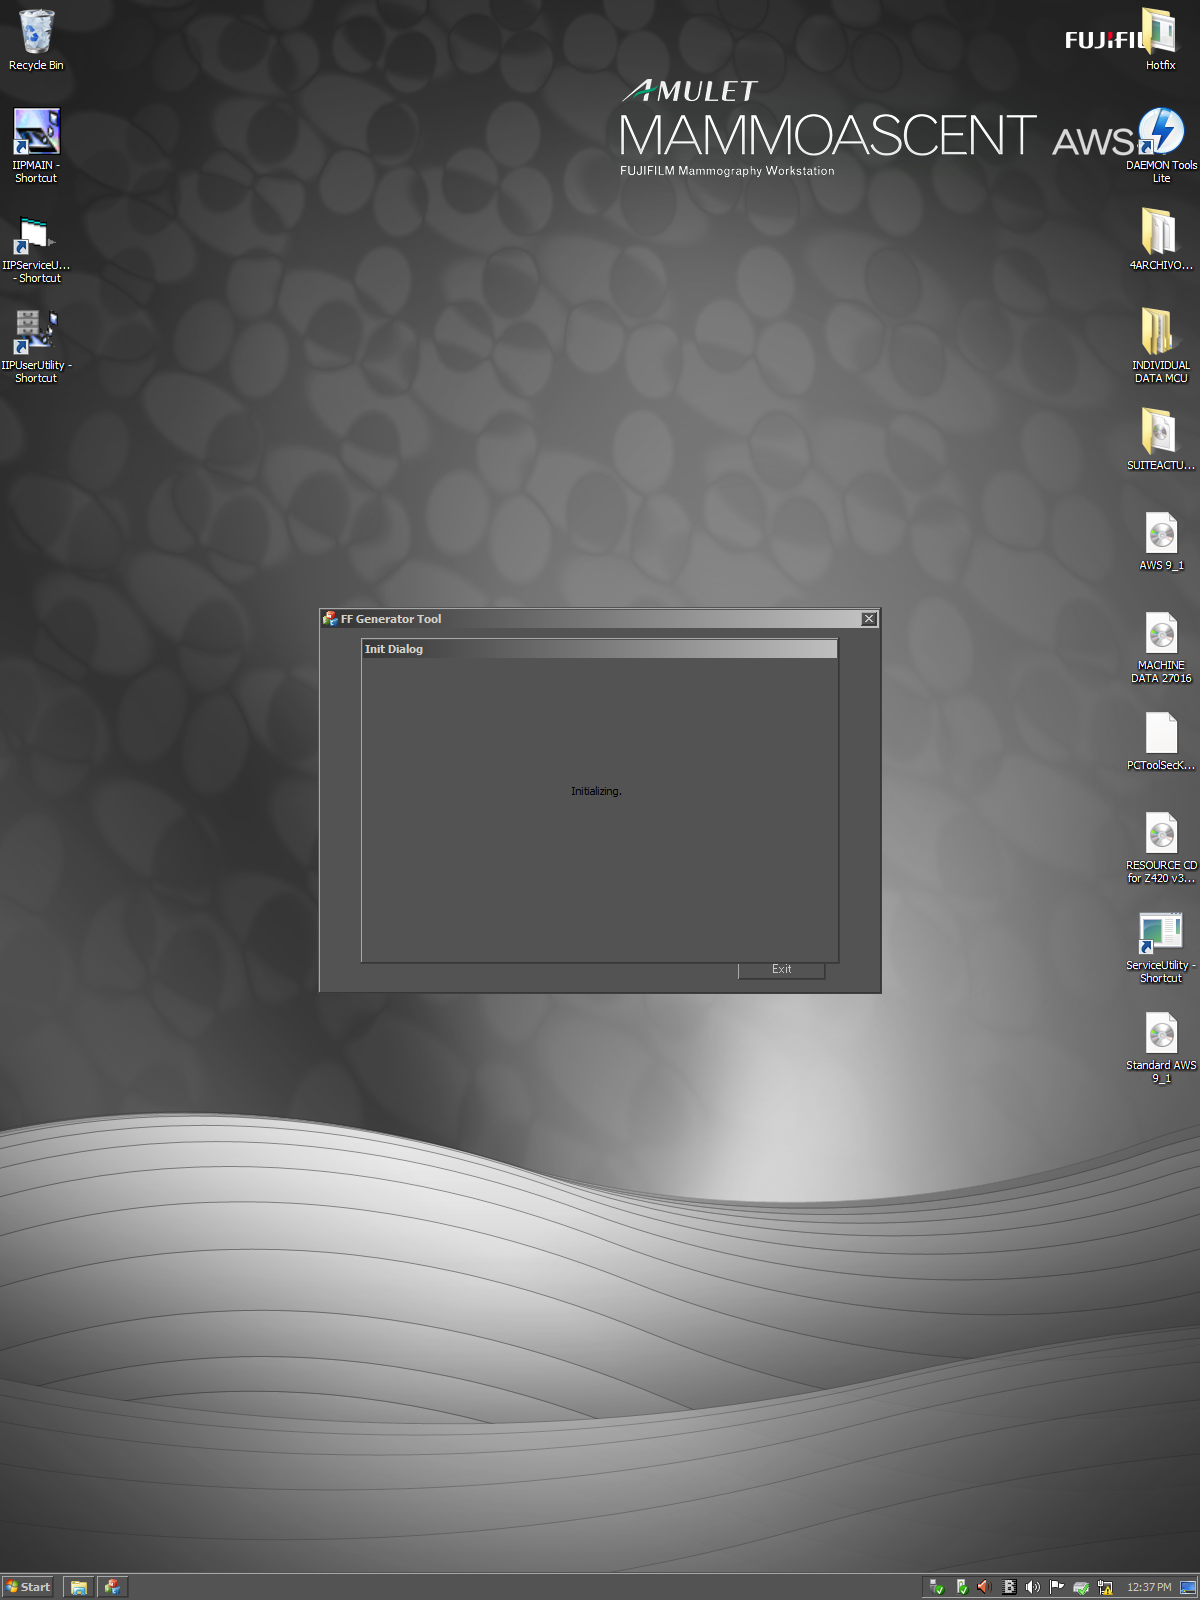 Recycle Bin
IIPMAIN -
Shortcut
IIPServiceU...
- Shortcut
IIPUserUtility -
Shortcut
FUJIFIL
AMULET
MAMMOASCENT AWS-
FUJIFILM Mammography Workstation
Hotfix
DAEMON Tools
Lite
4ARCHIVO...
INDIVIDUAL
DATA MCU
SUITEACTU...
AWS 9_1
MACHINE
DATA 27016
PCToolSecK...
RESOURCE CD
for Z420 v3...
ServiceUtility -
Shortcut
Standard AWS
9_1
FF Generator Tool
Init Dialog
Initializing.
Exit
Start
12:37 PM